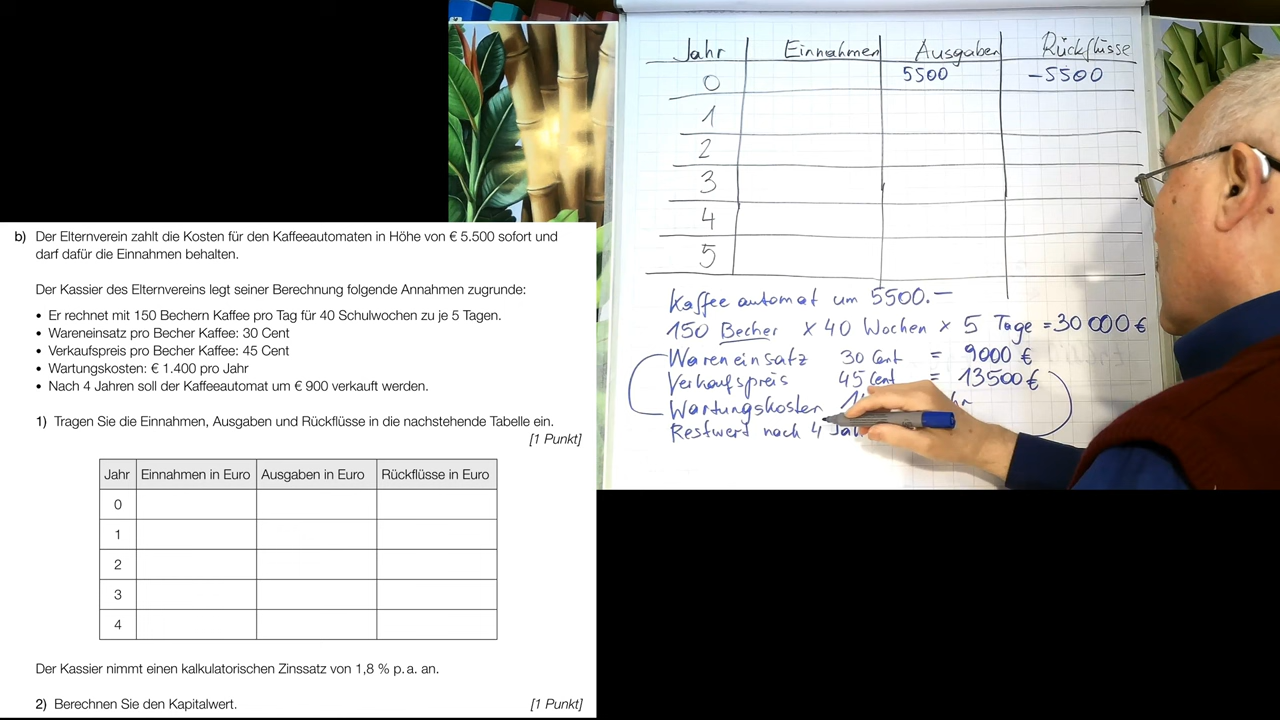 b) Der Elternverein zahlt die Kosten für den Kaffeeautomaten in Höhe von € 5.500 sofort und
darf dafür die Einnahmen behalten.
Der Kassier des Elternvereins legt seiner Berechnung folgende Annahmen zugrunde:
• Er rechnet mit 150 Bechern Kaffee pro Tag für 40 Schulwochen zu je 5 Tagen.
• Wareneinsatz pro Becher Kaffee: 30 Cent
• Verkaufspreis pro Becher Kaffee: 45 Cent
• Wartungskosten: € 1.400 pro Jahr
• Nach 4 Jahren soll der Kaffeeautomat um € 900 verkauft werden.
1) Tragen Sie die Einnahmen, Ausgaben und Rückflüsse in die nachstehende Tabelle ein.
[1 Punkt]
Jahr Einnahmen in Euro Ausgaben in Euro Rückflüsse in Euro
0
1
2
3
4
Der Kassier nimmt einen kalkulatorischen Zinssatz von 1,8 % p. a. an.
2) Berechnen Sie den Kapitalwert. [1 Punkt]
Jahr Einnahmen Ausgaben Rückflüsse
0 5500 -5500
1
2
3
4
5
Kaffeeautomat um 5500.-
150 Becher x 40 Wochen x 5 Tage = 30 000 €
Wareneinsatz 30 Cent = 9000 €
Verkaufspreis 45 Cent = 13500 €
Wartungskosten
Restwert nach 4